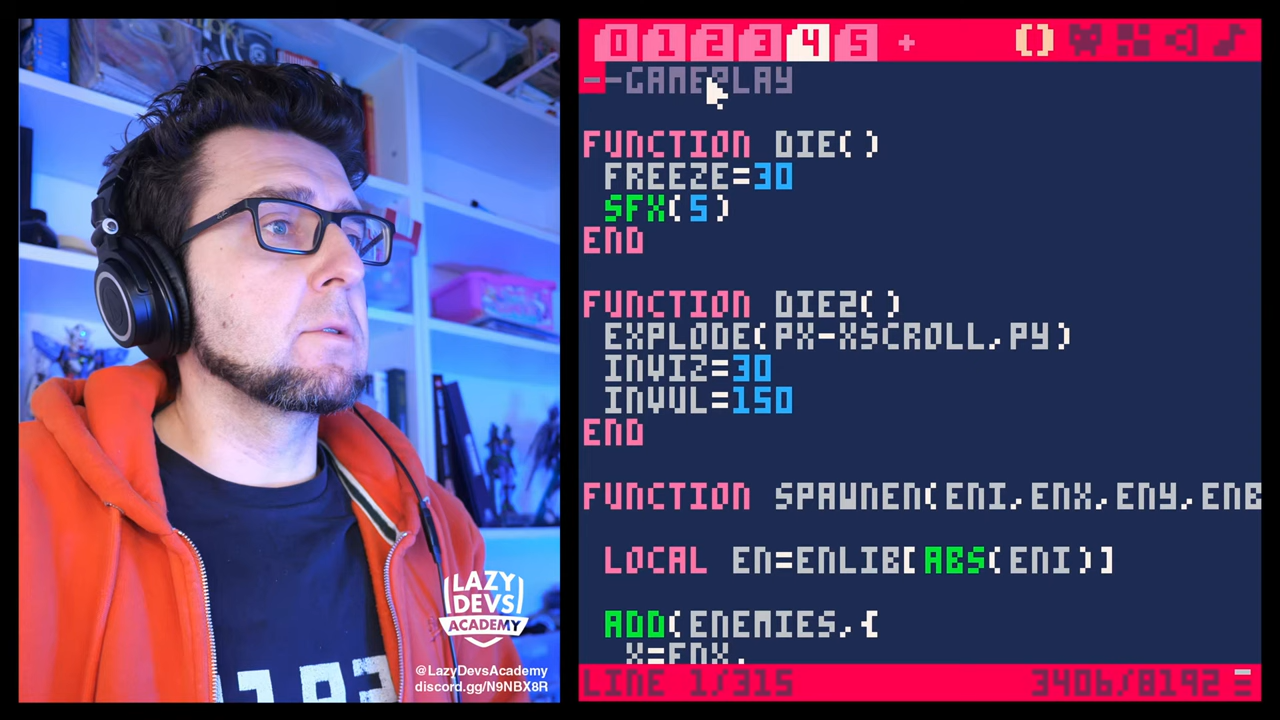 0 1 2 3 4 5 +
--GAMEPLAY
FUNCTION DIE()
FREEZE=30
SFX(5)
END
FUNCTION DIE2()
EXPLODE(PX-XSCROLL,PY)
INVIZ=30
INVUL=150
END
FUNCTION SPAWNEN(ENI,ENX,ENY,ENB
LOCAL EN=ENLIB[ABS(ENI)]
ADD(ENEMIES,{
X=ENX,
LINE 1/315
3406/8192
LAZY
DEVS
ACADEMY
@LazyDevsAcademy
discord.gg/N9NBX8R